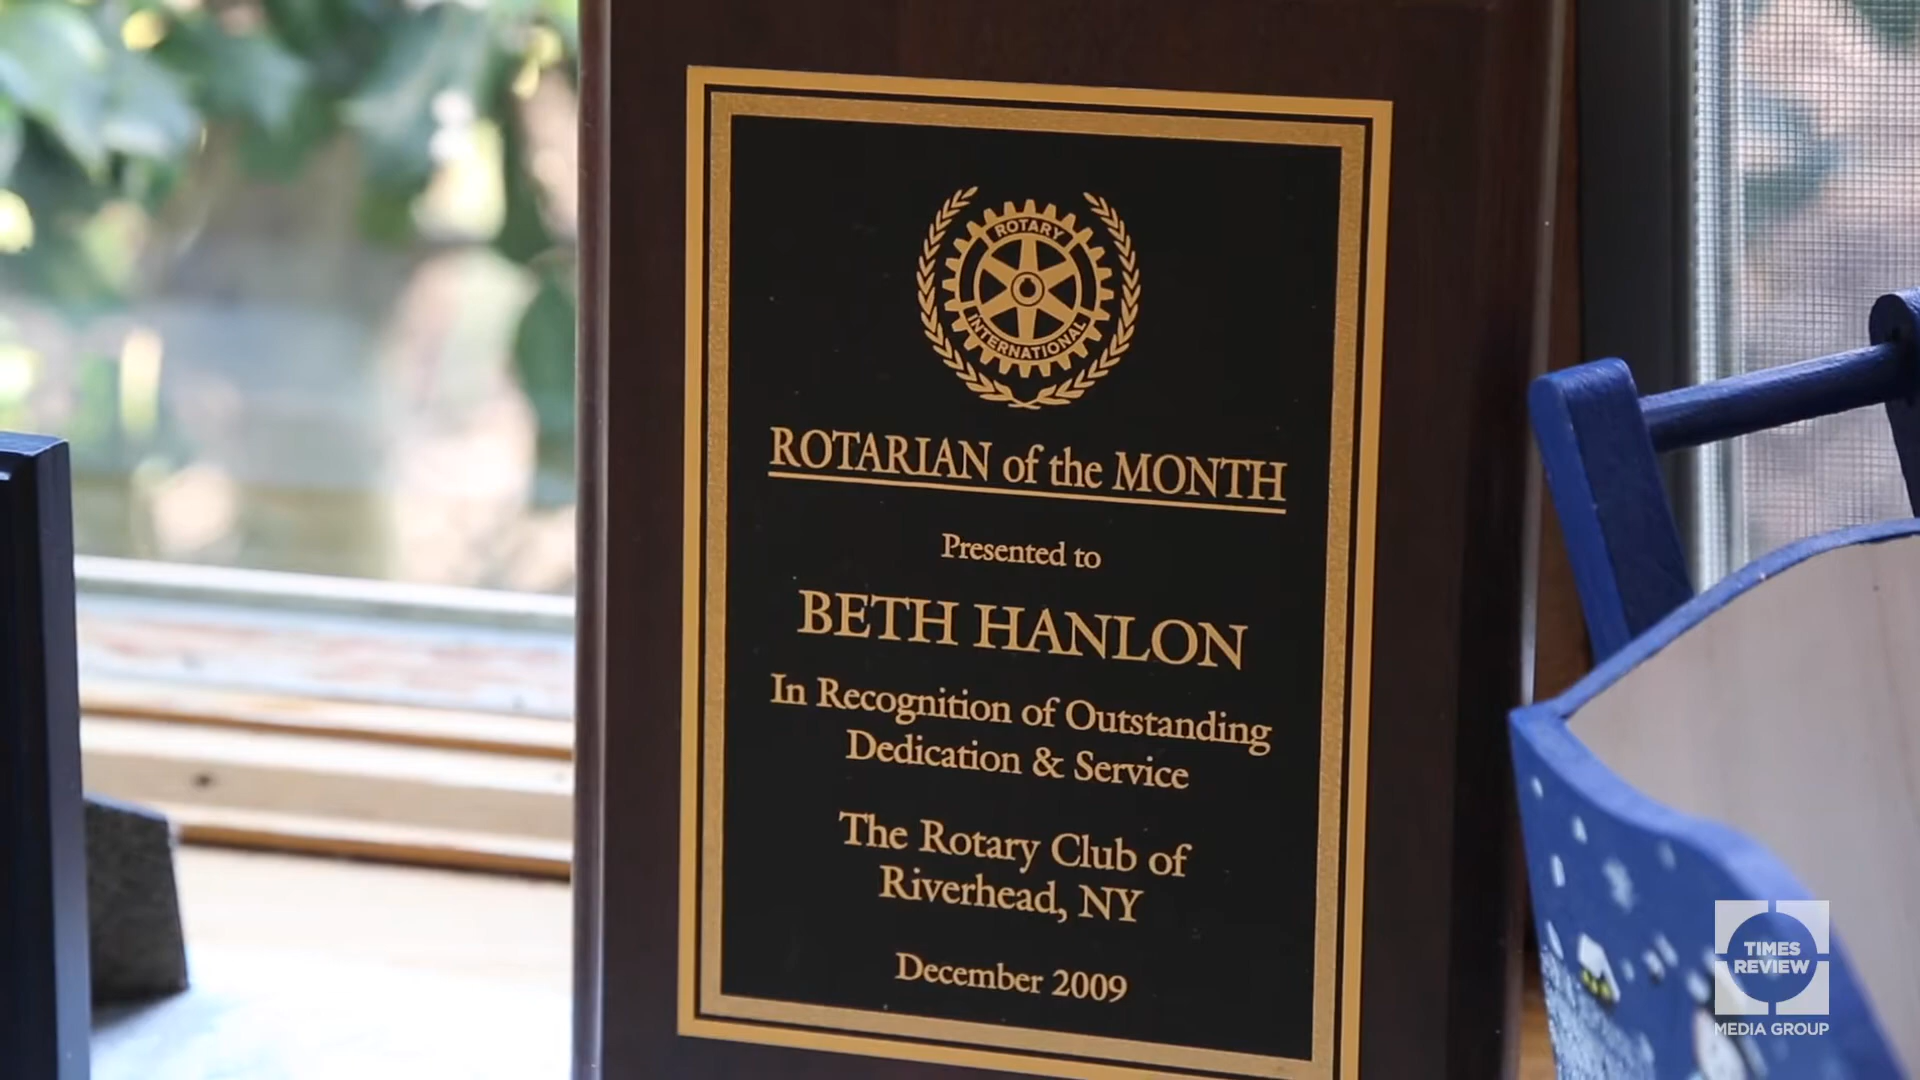 ROTARY
INTERNATIONAL
ROTARIAN of the MONTH
Presented to
BETH HANLON
In Recognition of Outstanding
Dedication & Service
The Rotary Club of
Riverhead, NY
December 2009
TIMES
REVIEW
MEDIA GROUP